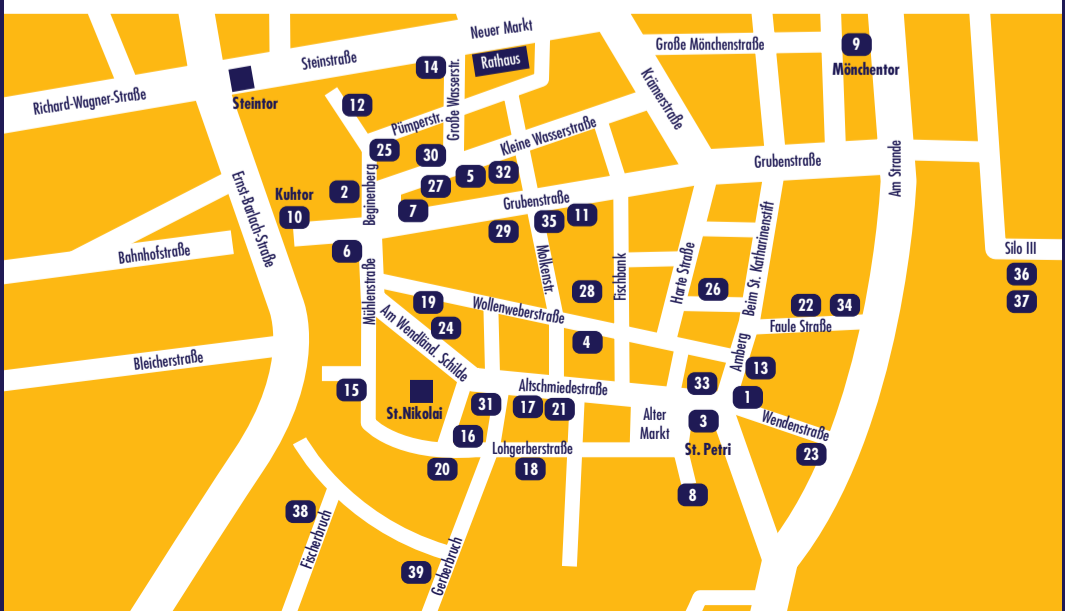 Neuer Markt
Große Mönchenstraße
9
Mönchentor
Steinstraße
Rathaus
14
Richard-Wagner-Straße
Steintor
12
Große Wasserstr.
Krämerstraße
Pümperstr.
Kleine Wasserstraße
25
30
Grubenstraße
Am Strande
5
32
27
2
Beginenberg
Ernst-Barlach-Straße
Kuhtor
10
7
Grubenstraße
35
11
29
Beim St. Katharinenstift
Bahnhofstraße
6
Molkenstr.
Fischbank
Harte Straße
Silo III
36
37
Mühlenstraße
19
28
26
22
34
Wollenweberstraße
Faule Straße
Am Wendländ. Schilde
24
4
Amberg
Bleicherstraße
13
15
St.Nikolai
Altschmiedestraße
33
1
31
17
21
Alter
Markt
3
Wendenstraße
16
Lohgerberstraße
St. Petri
23
20
18
8
38
Fischerbruch
39
Gerberbruch